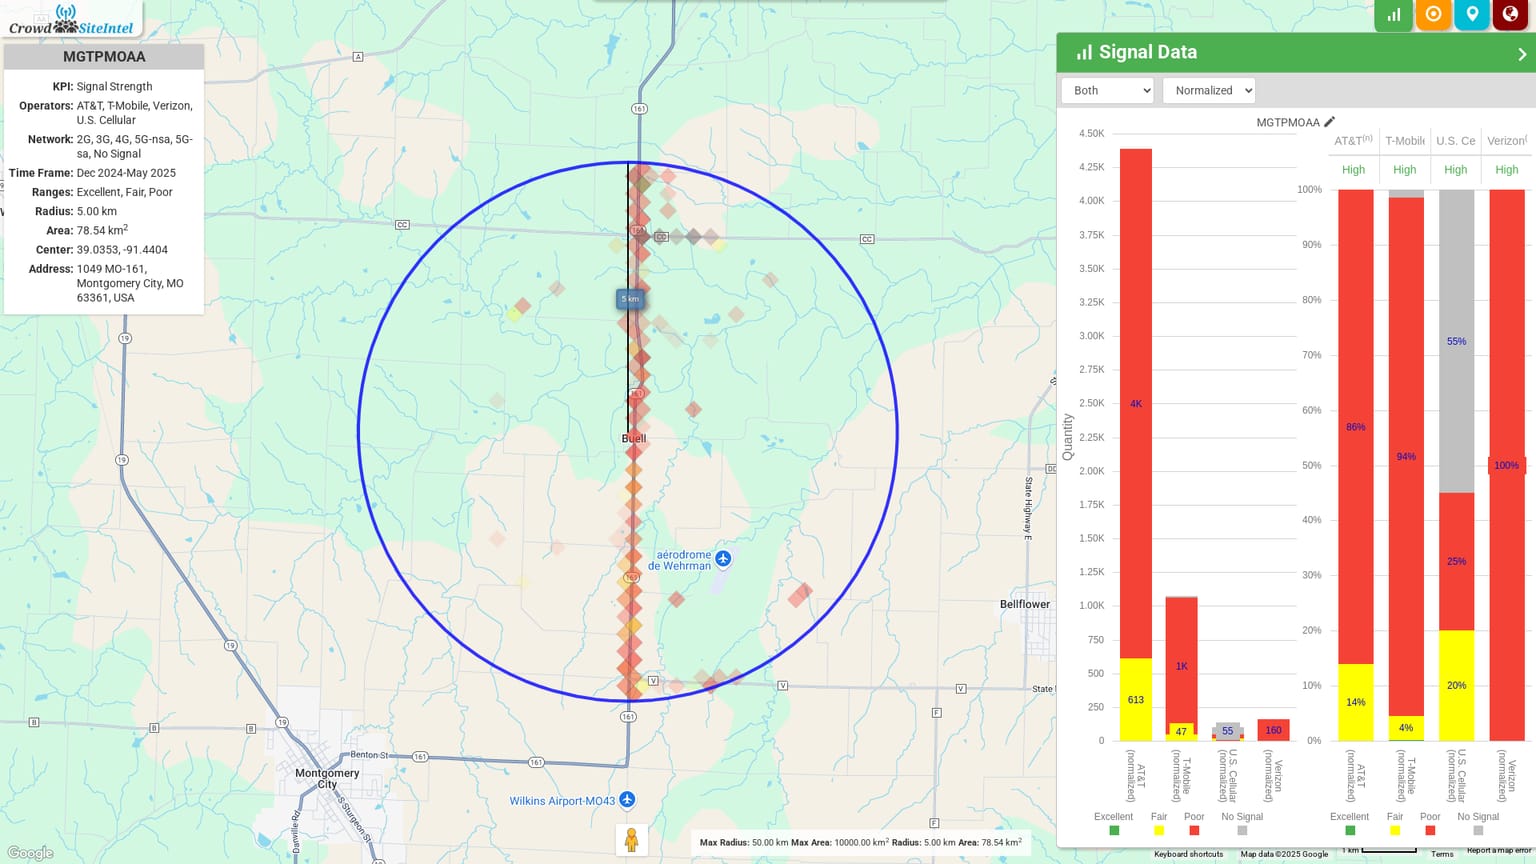 Crowd SiteIntel
MGTPMOAA
KPI: Signal Strength
Operators: AT&T, T-Mobile, Verizon,
U.S. Cellular
Network: 2G, 3G, 4G, 5G-nsa, 5G-
sa, No Signal
Time Frame: Dec 2024-May 2025
Ranges: Excellent, Fair, Poor
Radius: 5.00 km
Area: 78.54 km²
Center: 39.0353, -91.4404
Address: 1049 MO-161,
Montgomery City, MO
63361, USA
A
161
CC
161
CC
CC
5 km
19
161
Buell
19
DD
State Highway E
aérodrome
de Wehrman
161
Bellflower
19
V
V
V
State
161
B
B
B
19
F
Benton St
161
161
Montgomery
City
S Sturgeon St
Danville Rd
Wilkins Airport-MO43
F
19
Google
Max Radius: 50.00 km Max Area: 10000.00 km² Radius: 5.00 km Area: 78.54 km²
Signal Data
Both
Normalized
MGTPMOAA
4.50K
4.25K
4.00K
3.75K
3.50K
3.25K
3.00K
2.75K
2.50K
2.25K
2.00K
1.75K
1.50K
1.25K
1.00K
750
500
250
0
Quantity
4K
613
1K
47
55
160
AT&T
(normalized)
T-Mobile
(normalized)
U.S. Cellular
(normalized)
Verizon
(normalized)
Excellent
Fair
Poor
No Signal
AT&T(n)
T-Mobile
U.S. Ce
Verizon(
High
High
High
High
100%
90%
80%
70%
60%
50%
40%
30%
20%
10%
0%
86%
14%
94%
4%
55%
25%
20%
100%
AT&T
(normalized)
T-Mobile
(normalized)
U.S. Cellular
(normalized)
Verizon
(normalized)
Excellent
Fair
Poor
No Signal
Keyboard shortcuts
Map data ©2025 Google
1 km
Terms
Report a map error